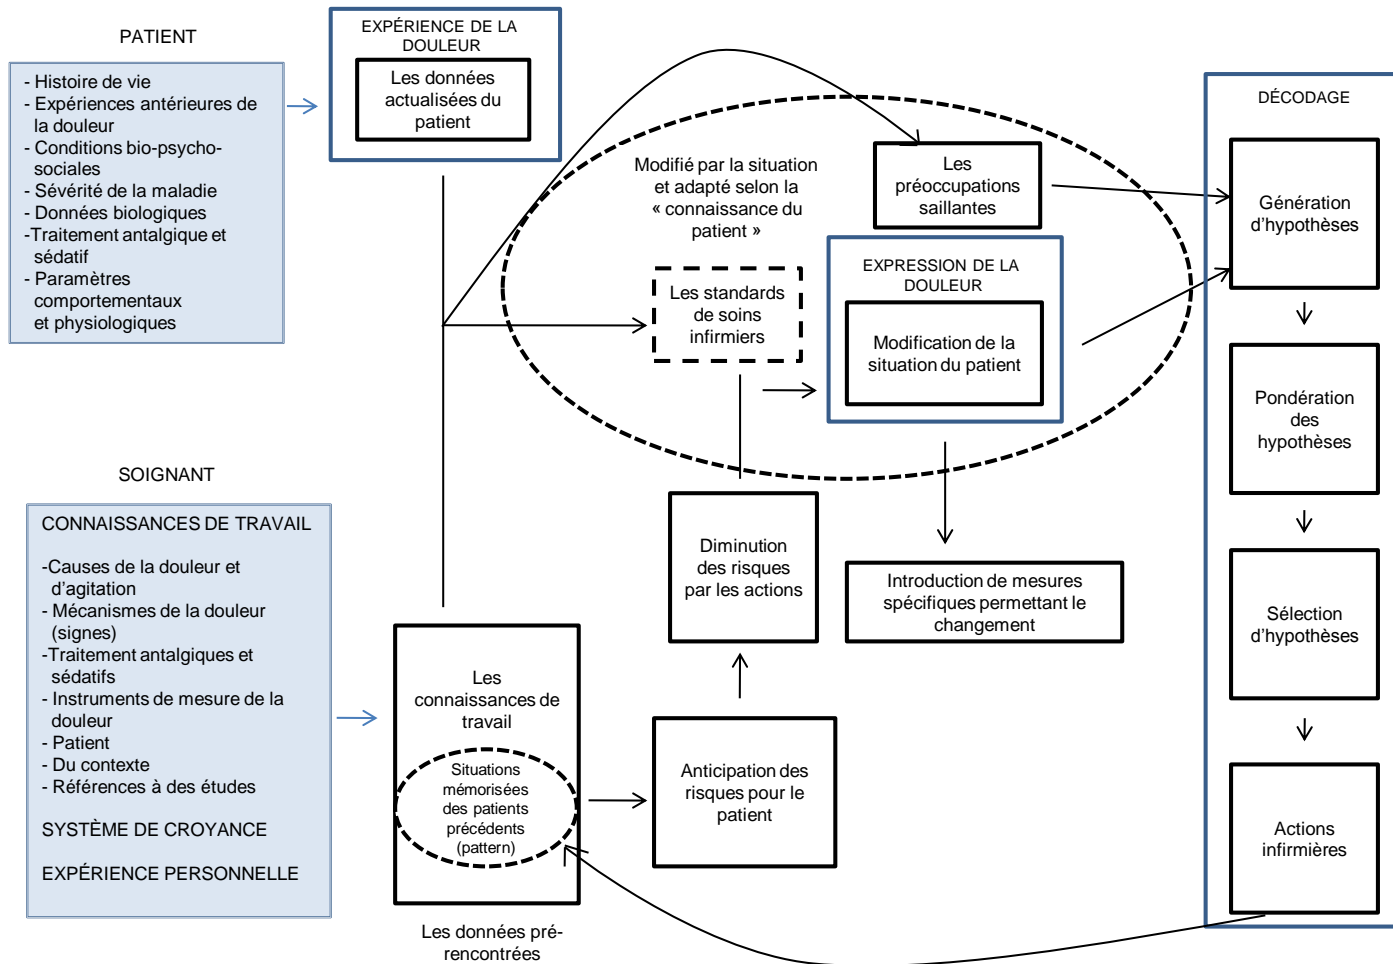 PATIENT
- Histoire de vie
- Expériences antérieures de
la douleur
- Conditions bio-psycho-
sociales
- Sévérité de la maladie
- Données biologiques
-Traitement antalgique et
sédatif
- Paramètres
comportementaux
et physiologiques
EXPÉRIENCE DE LA
DOULEUR
Les données
actualisées du
patient
Modifié par la situation
et adapté selon la
« connaissance du
patient »
Les
préoccupations
saillantes
Les standards
de soins
infirmiers
EXPRESSION DE LA
DOULEUR
Modification de la
situation du patient
DÉCODAGE
Génération
d’hypothèses
Pondération
des
hypothèses
Sélection
d’hypothèses
Actions
infirmières
SOIGNANT
CONNAISSANCES DE TRAVAIL
-Causes de la douleur et
d’agitation
- Mécanismes de la douleur
(signes)
-Traitement antalgiques et
sédatifs
- Instruments de mesure de la
douleur
- Patient
- Du contexte
- Références à des études
SYSTÈME DE CROYANCE
EXPÉRIENCE PERSONNELLE
Les
connaissances de
travail
Situations
mémorisées
des patients
précédents
(pattern)
Les données pré-
rencontrées
Anticipation des
risques pour le
patient
Diminution
des risques
par les actions
Introduction de mesures
spécifiques permettant le
changement